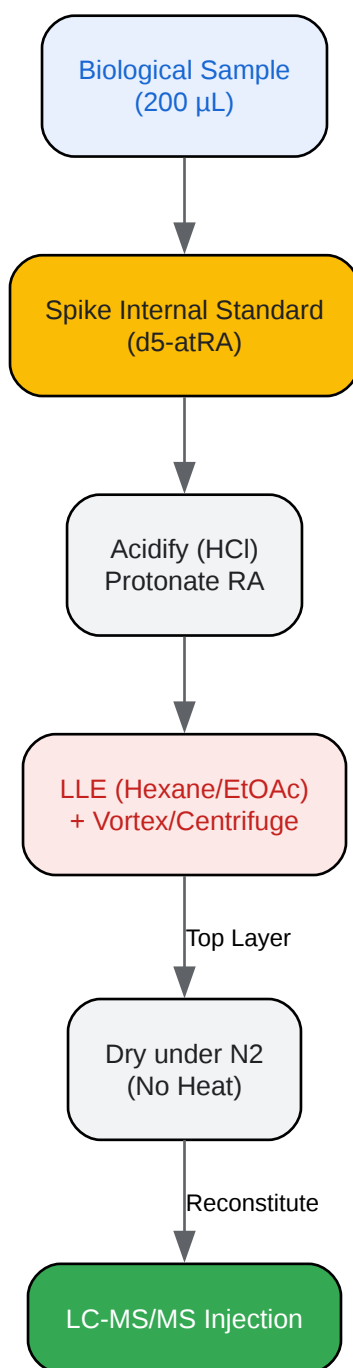 Biological Sample
(200 µL)
Spike Internal Standard
(d5-atRA)
Acidify (HCl)
Protonate RA
LLE (Hexane/EtOAc)
+ Vortex/Centrifuge
Top Layer
Dry under N2
(No Heat)
Reconstitute
LC-MS/MS Injection